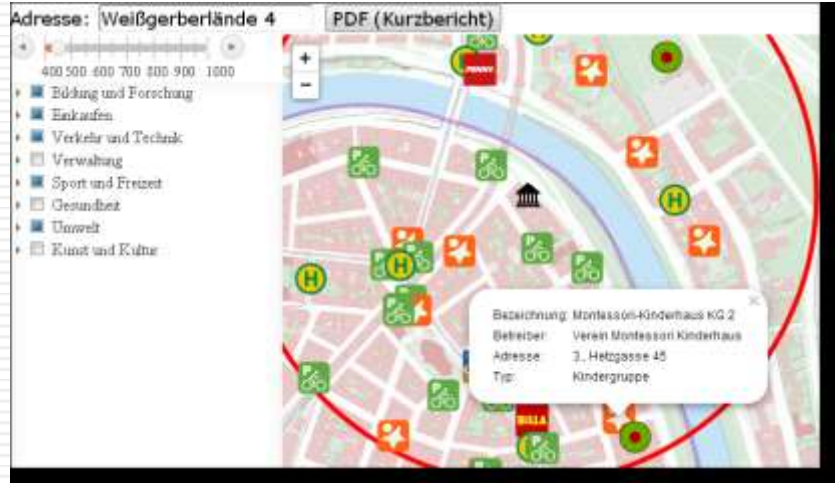 Adresse: Weißgerberlände 4 PDF (Kurzbericht)
400 500 600 700 800 900 1000
Bildung und Forschung
Einkaufen
Verkehr und Technik
Verwaltung
Sport und Freizeit
Gesundheit
Umwelt
Kunst und Kultur
+
−
PENNY
H
P
P
H
P
P
P
H
H
P
P
P
P
BILLA
P
Bezeichnung: Montessori-Kinderhaus KG 2
Betreiber: Verein Montessori Kinderhaus
Adresse: 3., Hetzgasse 45
Typ: Kindergruppe